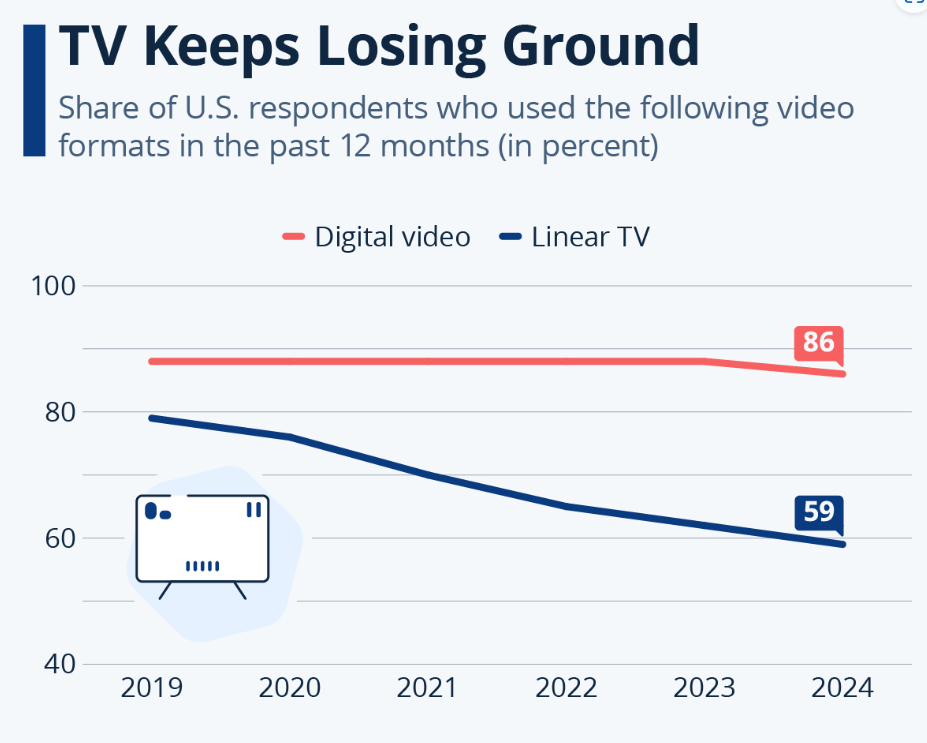 TV Keeps Losing Ground
Share of U.S. respondents who used the following video
formats in the past 12 months (in percent)
Digital video Linear TV
100
86
80
59
60
40
2019 2020 2021 2022 2023 2024